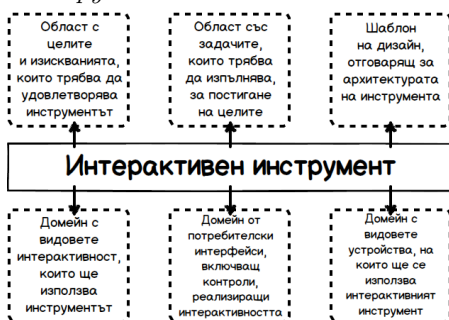 Област с
целите
и изискванията,
които трябва да
удовлетворява
инструментът
Област със
задачите,
които трябва
да изпълнява,
за постигане
на целите
Шаблон
на дизайн,
отговарящ за
архитектурата
на инструмента
Интерактивен инструмент
Домейн с
видовете
интерактивност,
които ще
използва
инструментът
Домейн от
потребителски
интерфейси,
включващ
контроли,
реализиращи
интерактивността
Домейн с
видовете
устройства, на
които ще се
използва
интерактивният
инструмент